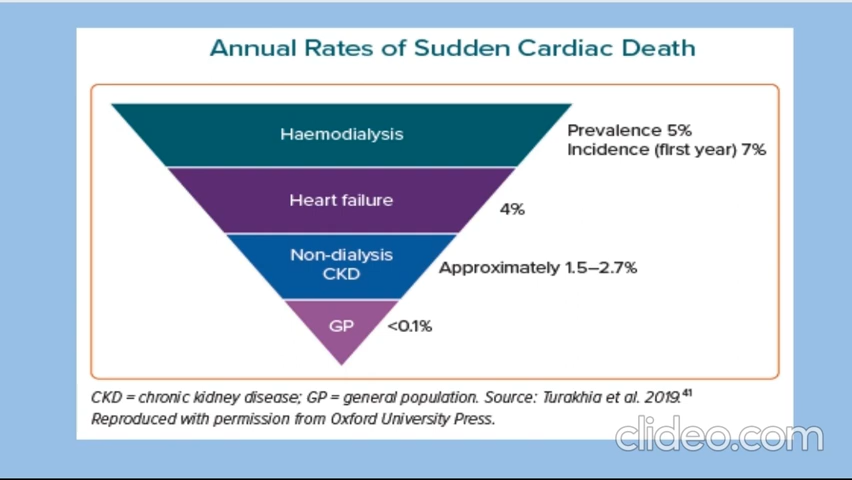 Annual Rates of Sudden Cardiac Death
Haemodialysis
Prevalence 5%
Incidence (first year) 7%
Heart failure
4%
Non-dialysis
CKD
Approximately 1.5–2.7%
GP
<0.1%
CKD = chronic kidney disease; GP = general population. Source: Turakhia et al. 2019.⁴¹
Reproduced with permission from Oxford University Press.
clideo.com